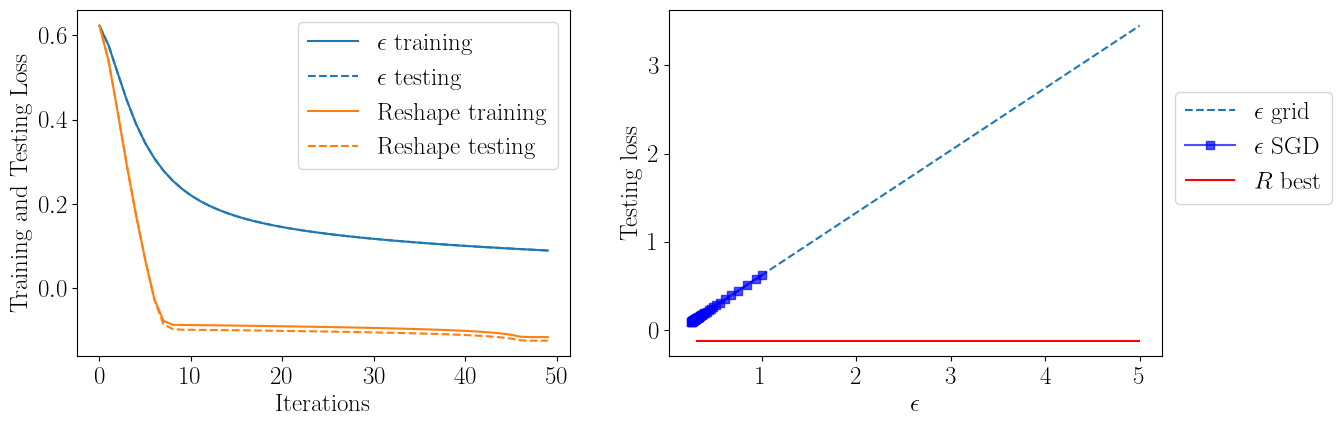 Training and Testing Loss
0.6
0.4
0.2
0.0
0
10
20
30
40
50
Iterations
ϵ training
ϵ testing
Reshape training
Reshape testing
Testing loss
3
2
1
0
1
2
3
4
5
ϵ
ϵ grid
ϵ SGD
R best